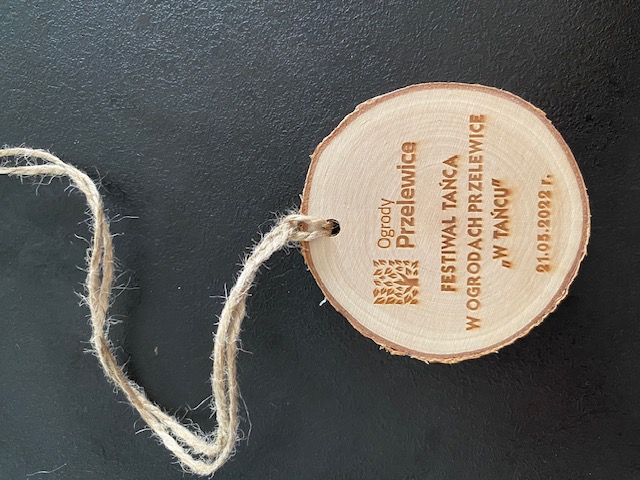 Ogrody
Przelewice
FESTIWAL TAŃCA
W OGRODACH PRZELEWICE
„W TAŃCU”
21.05.2022 r.